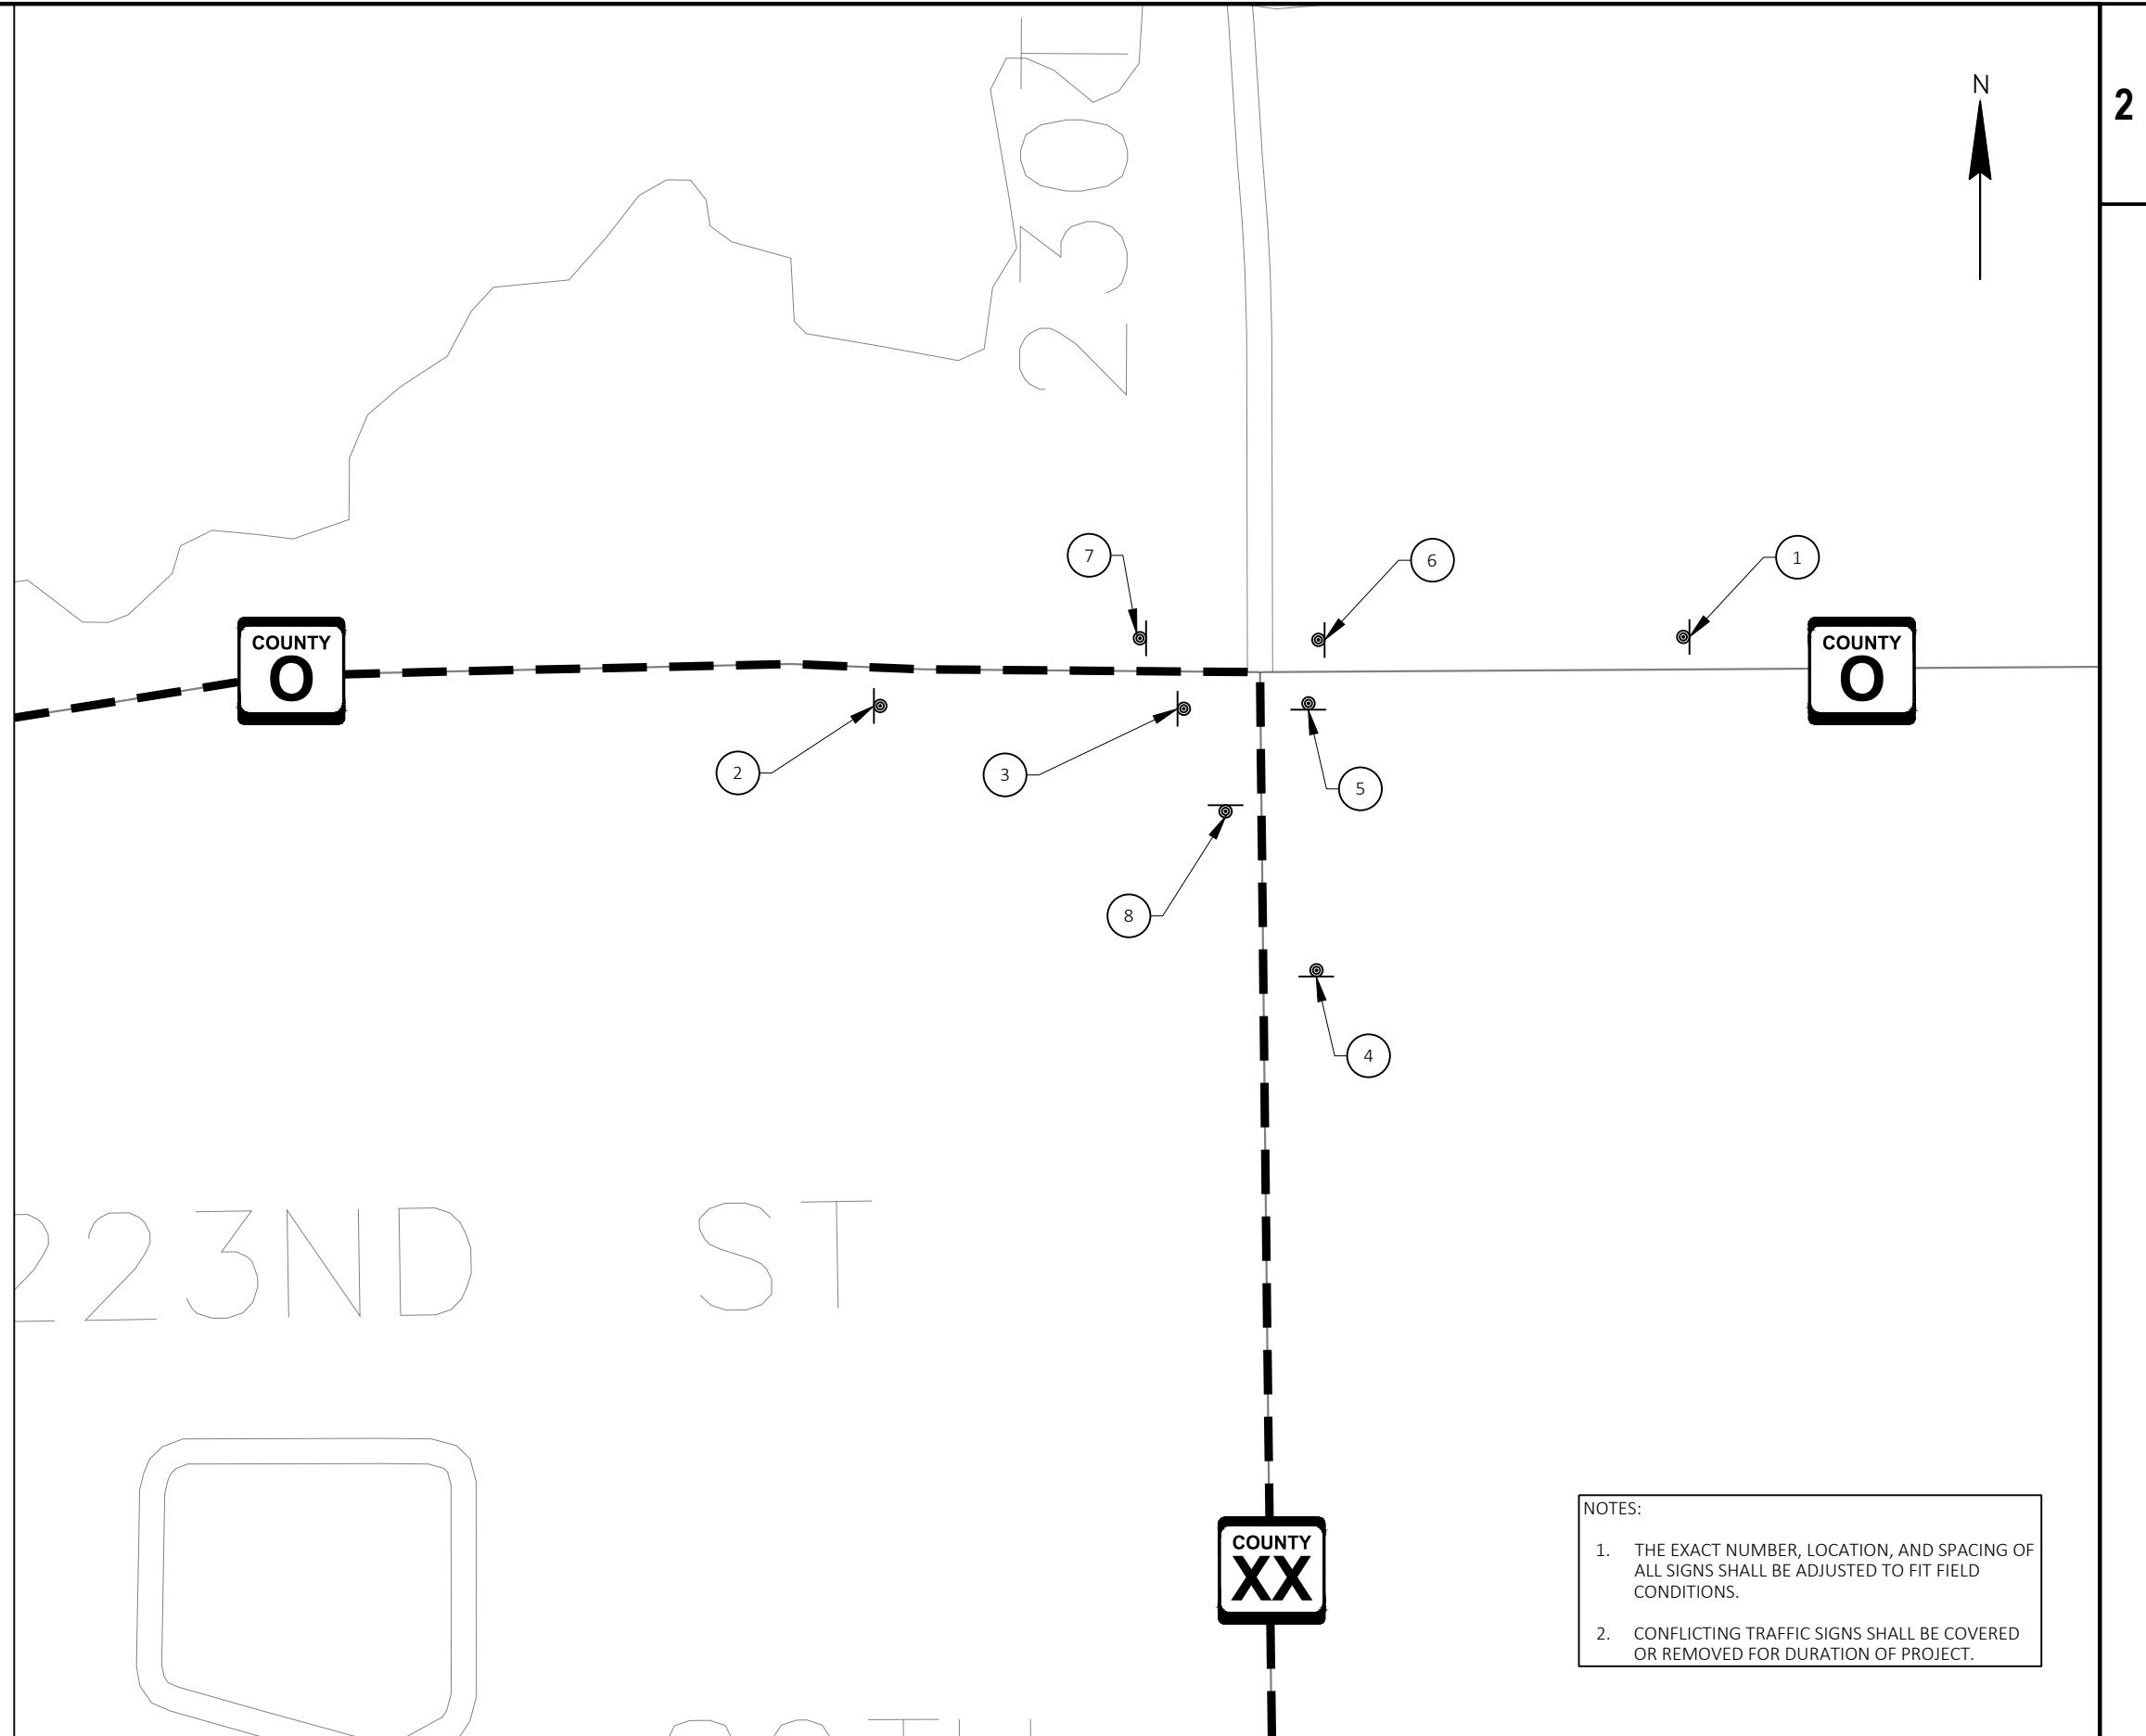 N
2
230T
7
6
1
COUNTY
O
COUNTY
O
2
3
5
8
4
223ND ST
COUNTY
XX
NOTES:
1. THE EXACT NUMBER, LOCATION, AND SPACING OF
ALL SIGNS SHALL BE ADJUSTED TO FIT FIELD
CONDITIONS.
2. CONFLICTING TRAFFIC SIGNS SHALL BE COVERED
OR REMOVED FOR DURATION OF PROJECT.